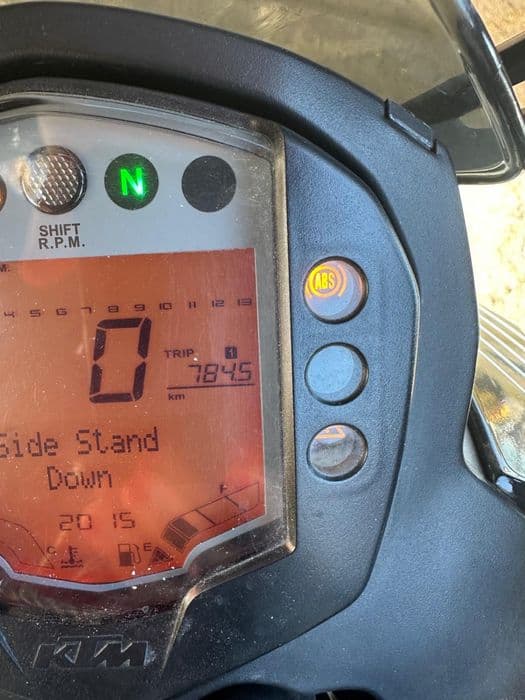 N
SHIFT
R.P.M.
M.
4 5 6 7 8 9 10 11 12 13
ABS
0
TRIP 1
784.5
km
Side Stand
Down
20 15
F
C
E
KTM